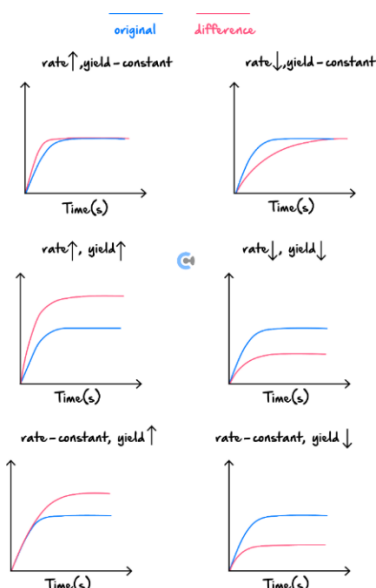 original difference
rate↑, yield-constant rate↓, yield-constant
Time(s) Time(s)
rate↑, yield↑ rate↓, yield↓
Time(s) Time(s)
rate-constant, yield↑ rate-constant, yield↓
Time(s) Time(s)